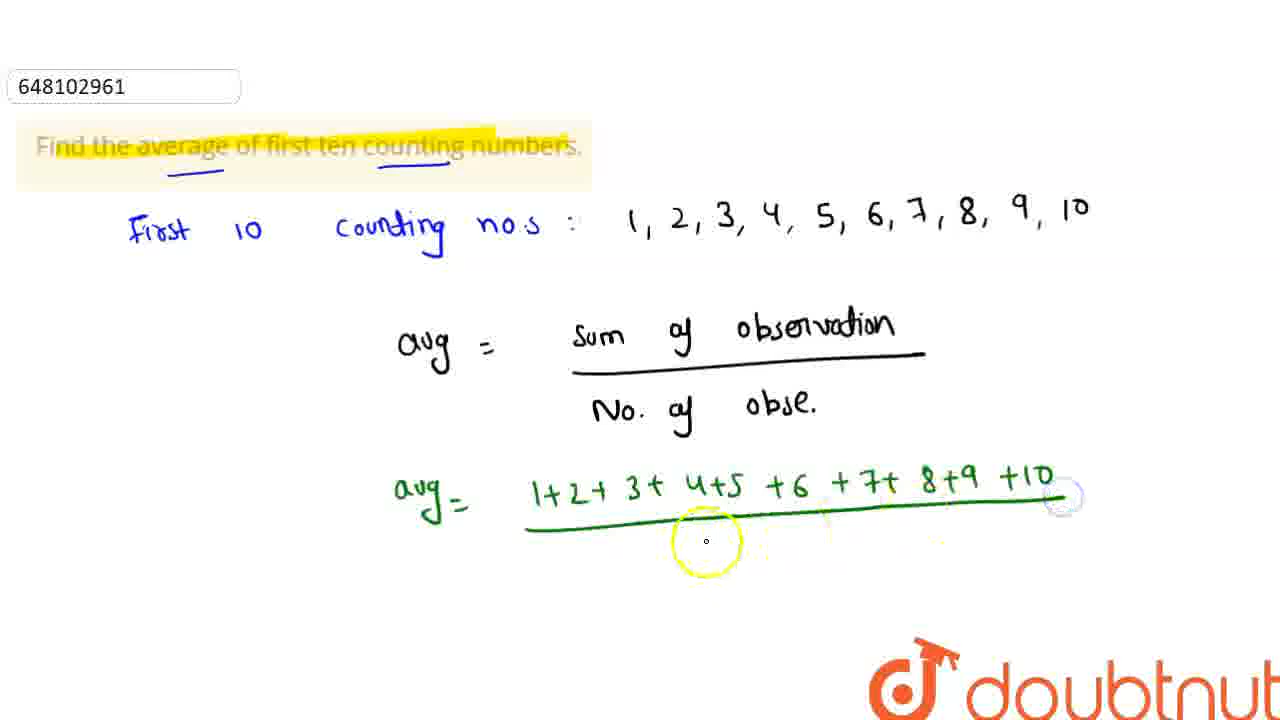 648102961
Find the average of first ten counting numbers.
First 10 counting no.s : 1, 2, 3, 4, 5, 6, 7, 8, 9, 10
avg = sum of observation
No. of obse.
avg = 1+2+ 3+ 4+5 +6 +7+ 8+9 +10
doubtnut